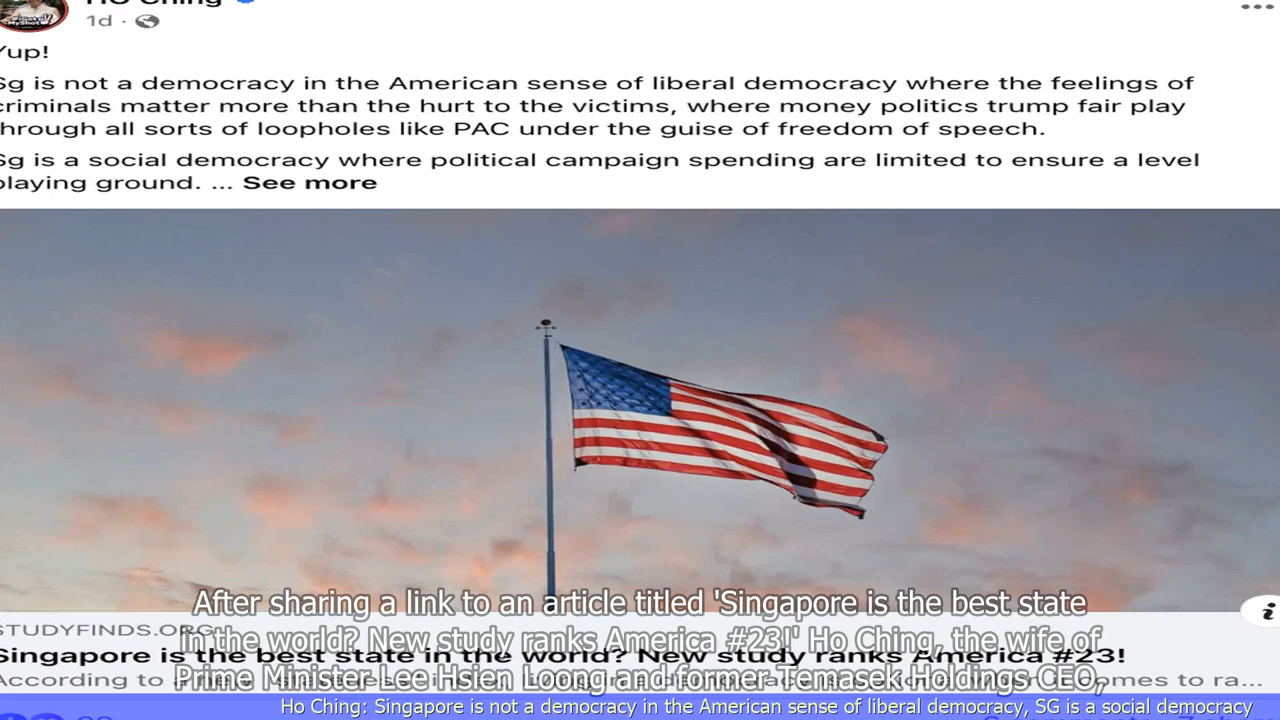 Ho Ching
#IGotMyShot
1d ·
Yup!
Sg is not a democracy in the American sense of liberal democracy where the feelings of
criminals matter more than the hurt to the victims, where money politics trump fair play
through all sorts of loopholes like PAC under the guise of freedom of speech.
Sg is a social democracy where political campaign spending are limited to ensure a level
playing ground. ... See more
After sharing a link to an article titled 'Singapore is the best state
STUDYFINDS.ORG
in the world? New study ranks America #23!' Ho Ching, the wife of
Singapore is the best state in the world? New study ranks America #23!
Prime Minister Lee Hsien Loong and former Temasek Holdings CEO,
According to
omes to ra...
Ho Ching: Singapore is not a democracy in the American sense of liberal democracy, SG is a social democracy